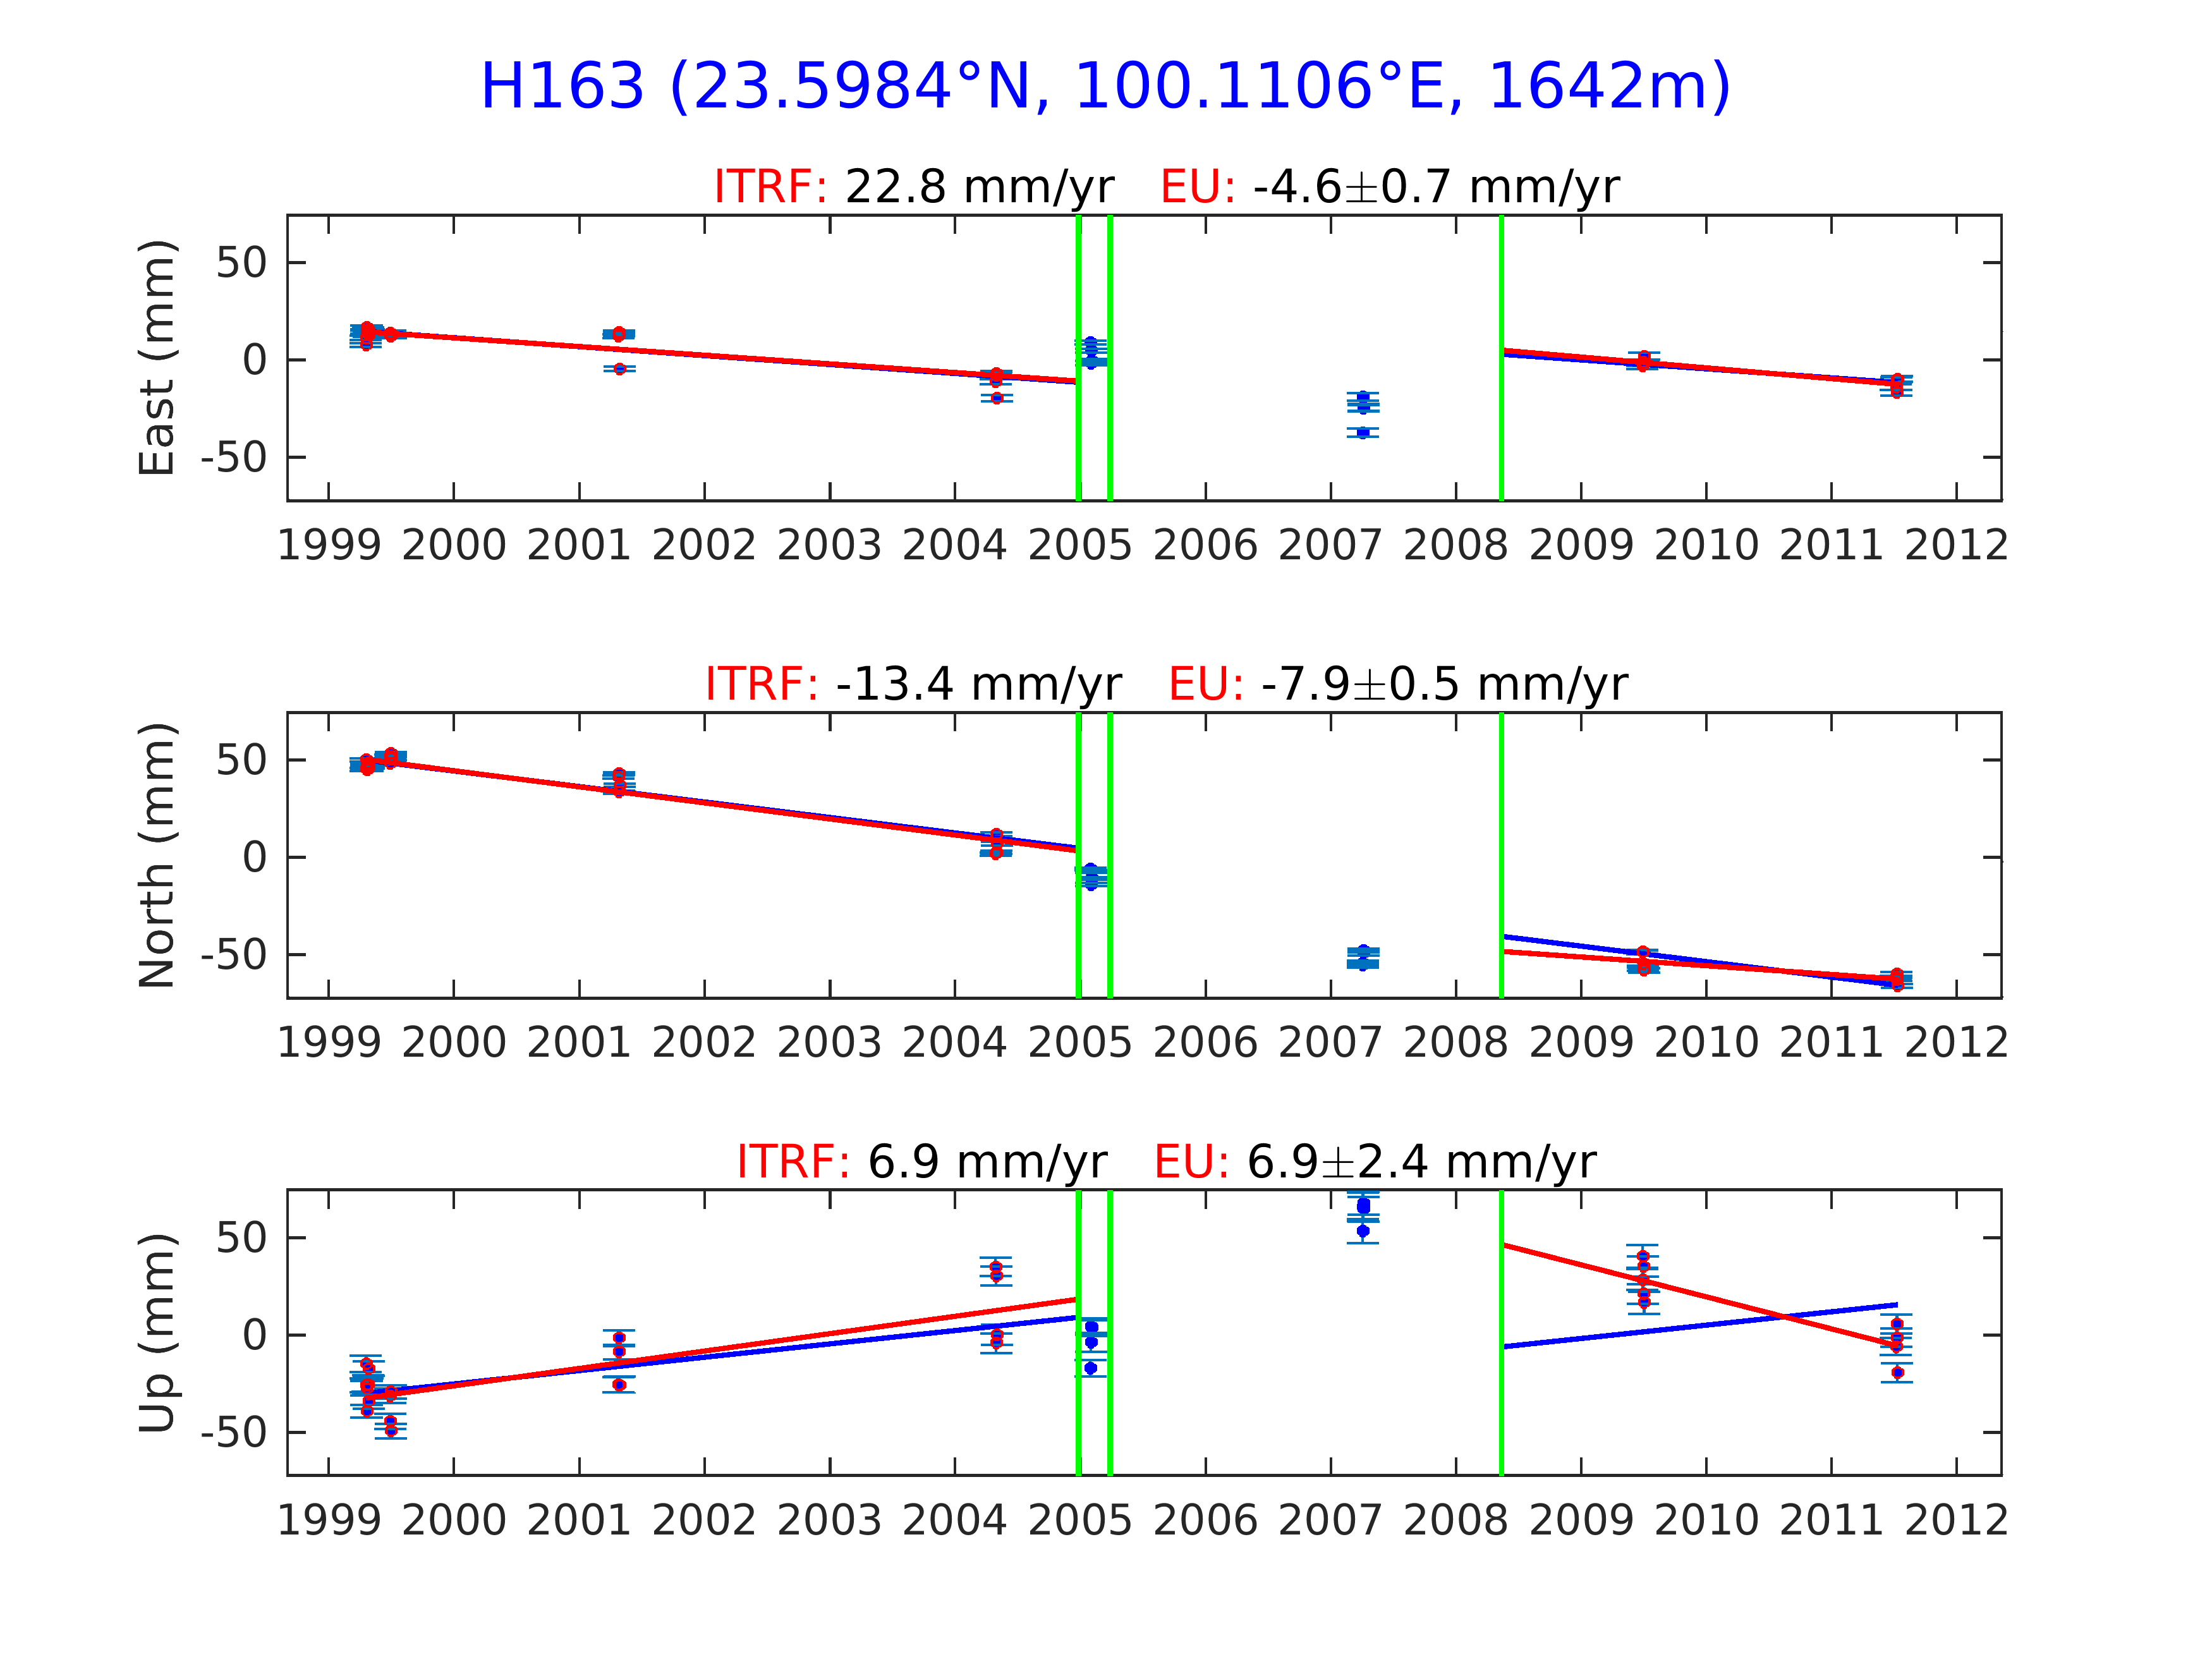 H163 (23.5984°N, 100.1106°E, 1642m)
ITRF: 22.8 mm/yr EU: -4.6±0.7 mm/yr
East (mm)
50
0
-50
1999 2000 2001 2002 2003 2004 2005 2006 2007 2008 2009 2010 2011 2012
ITRF: -13.4 mm/yr EU: -7.9±0.5 mm/yr
North (mm)
50
0
-50
1999 2000 2001 2002 2003 2004 2005 2006 2007 2008 2009 2010 2011 2012
ITRF: 6.9 mm/yr EU: 6.9±2.4 mm/yr
Up (mm)
50
0
-50
1999 2000 2001 2002 2003 2004 2005 2006 2007 2008 2009 2010 2011 2012